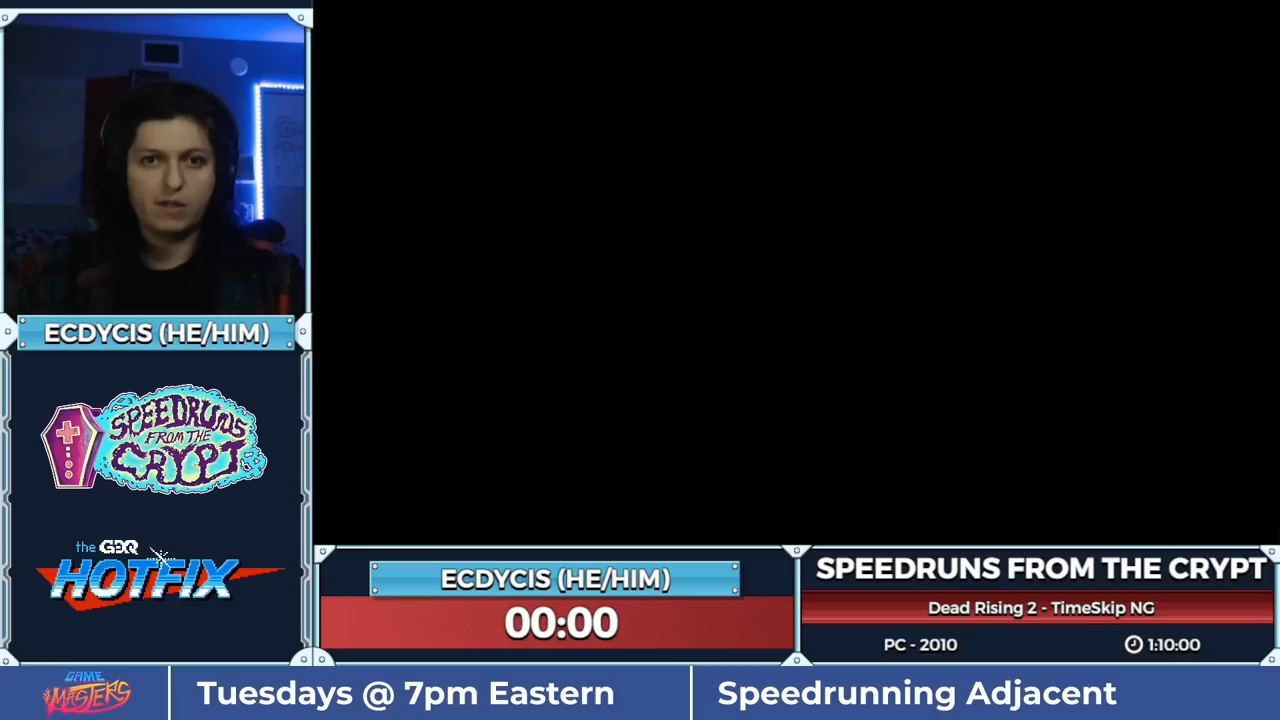 ECDYCIS (HE/HIM)
SPEEDRUNS
FROM THE
CRYPT
the GDQ
HOTFIX
ECDYCIS (HE/HIM)
00:00
SPEEDRUNS FROM THE CRYPT
Dead Rising 2 - TimeSkip NG
PC - 2010
1:10:00
GAME
MASTERS
Tuesdays @ 7pm Eastern
Speedrunning Adjacent